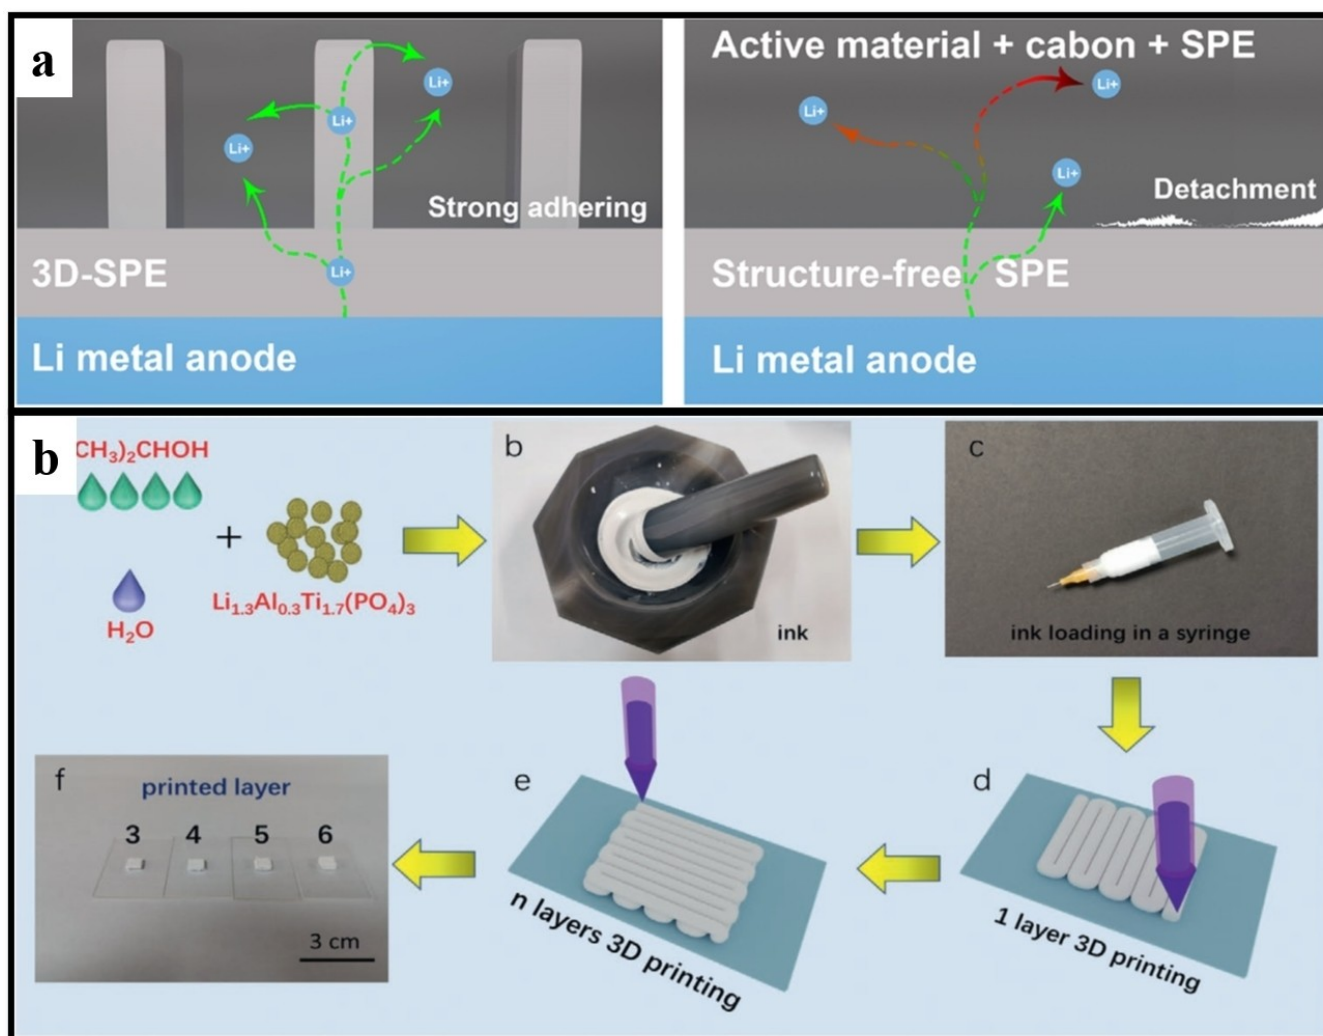 a
Li+
Li+
Li+
Strong adhering
3D-SPE
Li+
Li metal anode
Active material + cabon + SPE
Li+
Li+
Li+
Detachment
Structure-free SPE
Li metal anode
b
CH₃)₂CHOH
+
H₂O
Li₁.₃Al₀.₃Ti₁.₇(PO₄)₃
b
ink
c
ink loading in a syringe
d
1 layer 3D printing
e
n layers 3D printing
f
printed layer
3 4 5 6
3 cm